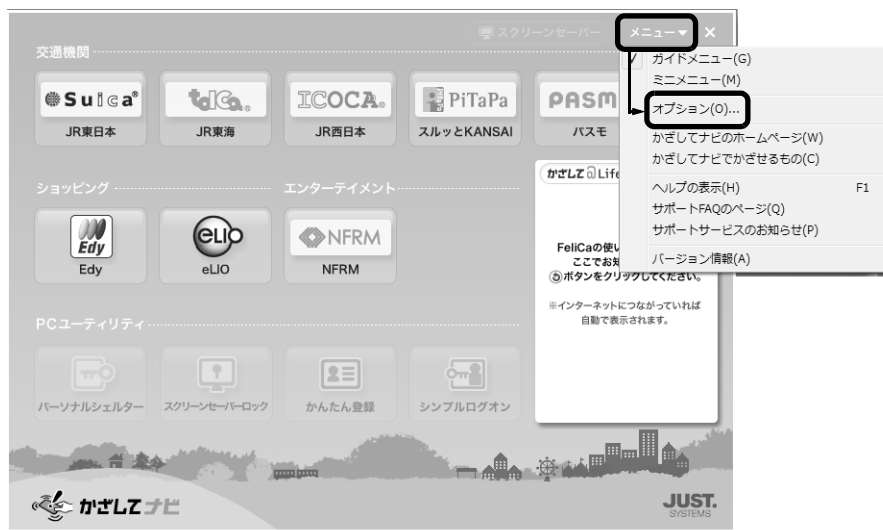 スクリーンセーバー
メニュー▼
×
交通機関
Suica®
JR東日本
TOICA®
JR東海
ICOCA®
JR西日本
PiTaPa
スルッとKANSAI
PASM
パスモ
ガイドメニュー(G)
ミニメニュー(M)
オプション(O)...
かざしてナビのホームページ(W)
かざしてナビでかざせるもの(C)
ヘルプの表示(H) F1
サポートFAQのページ(Q)
サポートサービスのお知らせ(P)
バージョン情報(A)
ショッピング
エンターテイメント
Edy
Edy
eLIO
eLIO
NFRM
NFRM
かざして@Life
FeliCaの使い
ここでお知
ボタンをクリックしてください。
※インターネットにつながっていれば
自動で表示されます。
PCユーティリティ
パーソナルシェルター
スクリーンセーバーロック
かんたん登録
シンプルログオン
かざしてナビ
JUST.
SYSTEMS